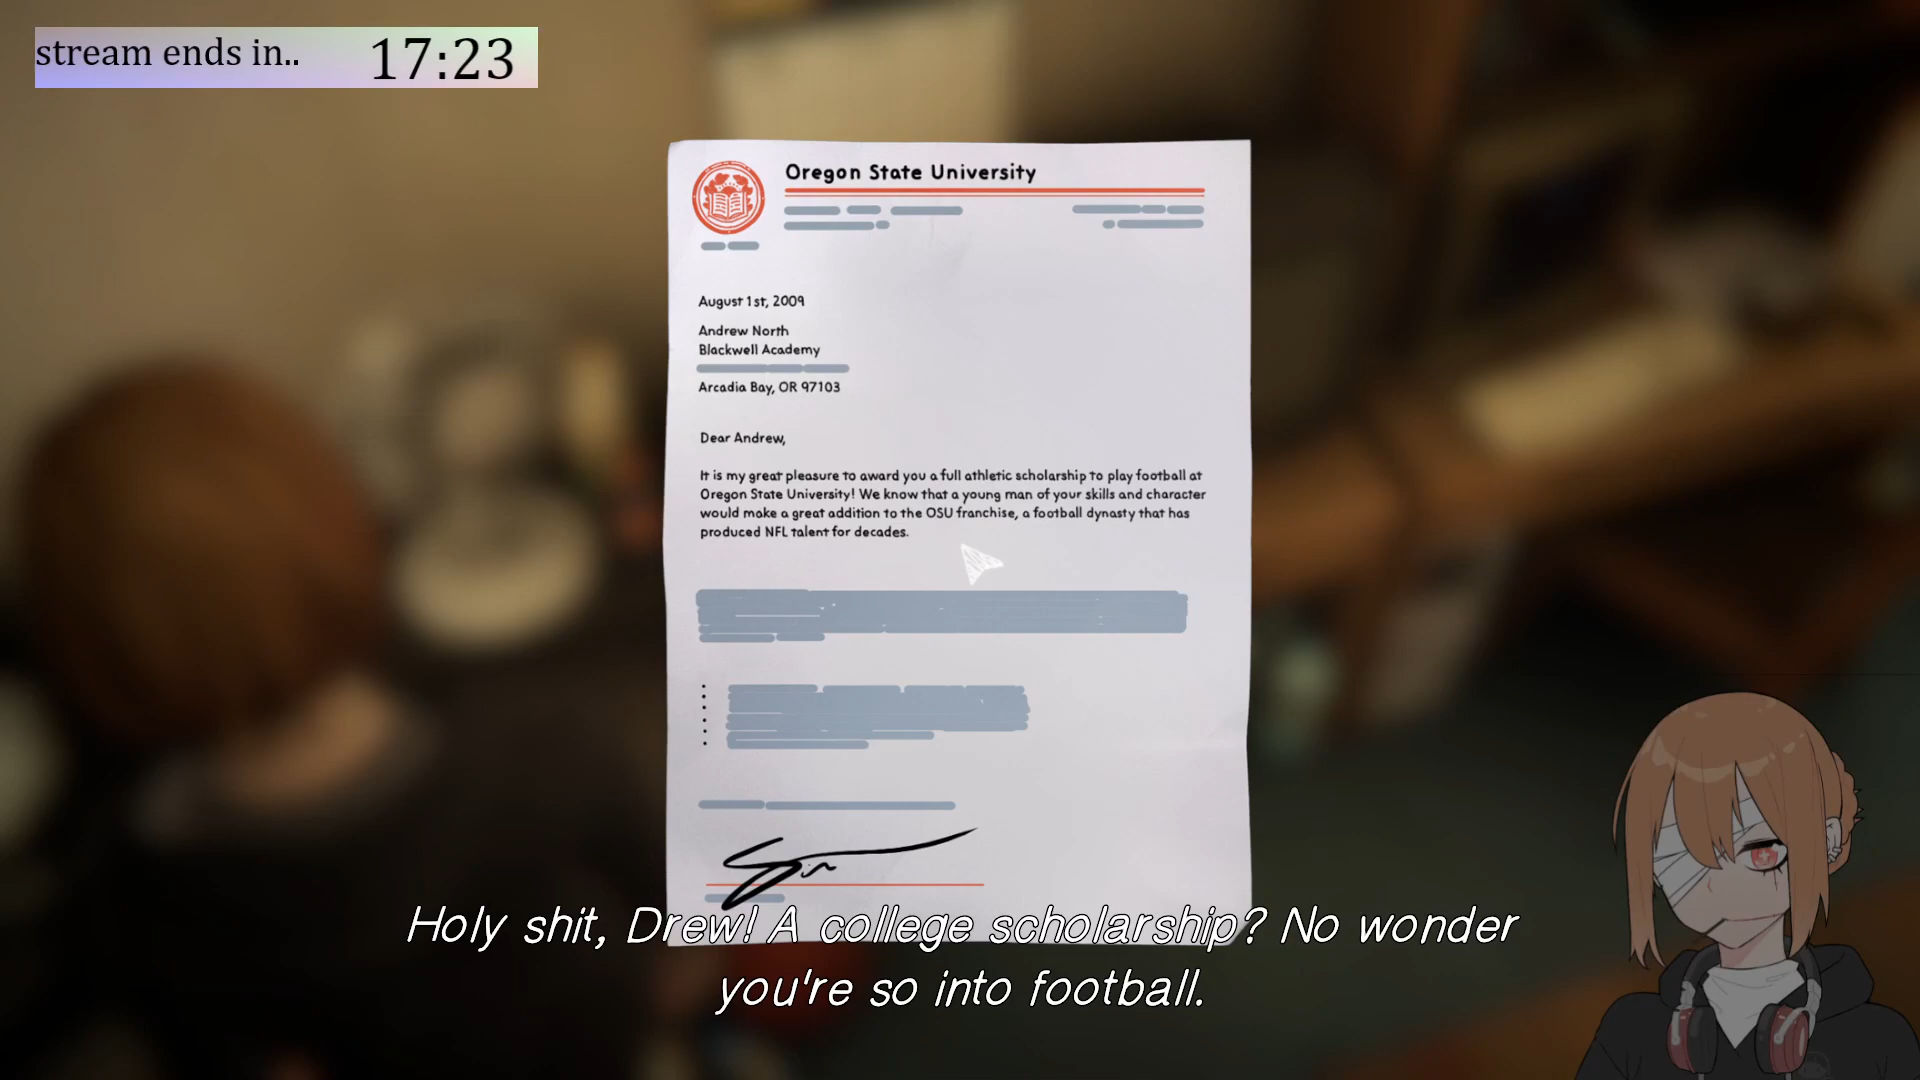 stream ends in.. 17:23
Oregon State University
August 1st, 2009
Andrew North
Blackwell Academy
Arcadia Bay, OR 97103
Dear Andrew,
It is my great pleasure to award you a full athletic scholarship to play football at
Oregon State University! We know that a young man of your skills and character
would make a great addition to the OSU franchise, a football dynasty that has
produced NFL talent for decades.
Holy shit, Drew! A college scholarship? No wonder
you're so into football.